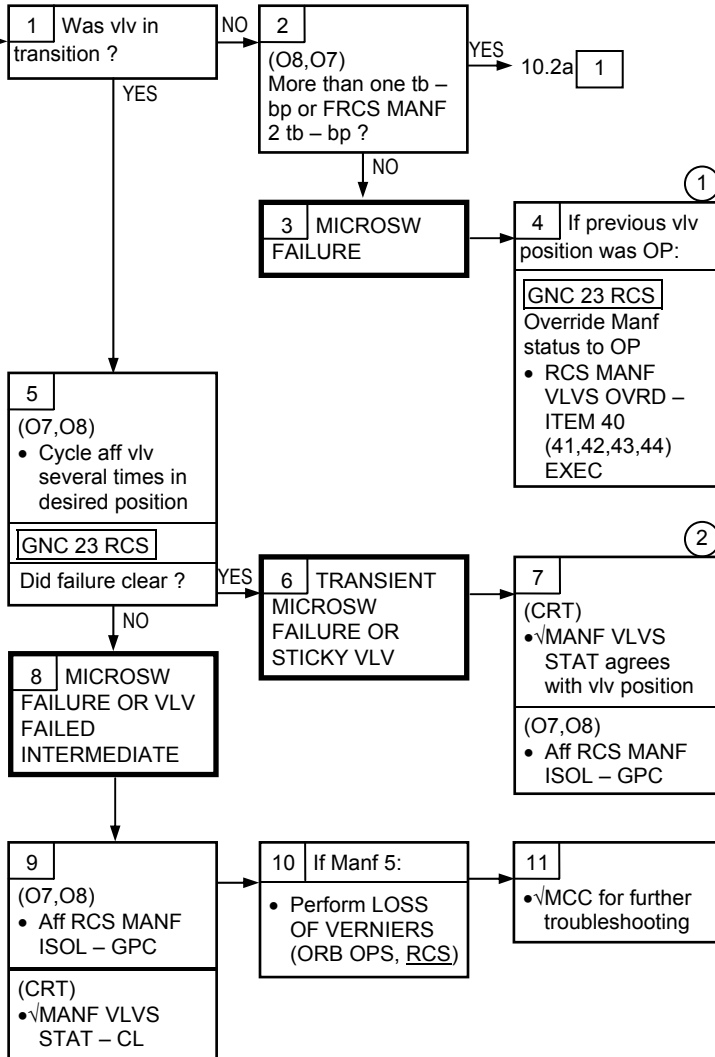 1 Was vlv in
transition ?
NO
YES
2
(O8,O7)
More than one tb –
bp or FRCS MANF
2 tb – bp ?
YES
10.2a 1
NO
3 MICROSW
FAILURE
1
4 If previous vlv
position was OP:
GNC 23 RCS
Override Manf
status to OP
• RCS MANF
VLVS OVRD –
ITEM 40
(41,42,43,44)
EXEC
5
(O7,O8)
• Cycle aff vlv
several times in
desired position
GNC 23 RCS
Did failure clear ?
YES
NO
6 TRANSIENT
MICROSW
FAILURE OR
STICKY VLV
2
7
(CRT)
•√MANF VLVS
STAT agrees
with vlv position
(O7,O8)
• Aff RCS MANF
ISOL – GPC
8 MICROSW
FAILURE OR VLV
FAILED
INTERMEDIATE
9
(O7,O8)
• Aff RCS MANF
ISOL – GPC
(CRT)
•√MANF VLVS
STAT – CL
10 If Manf 5:
• Perform LOSS
OF VERNIERS
(ORB OPS, RCS)
11
•√MCC for further
troubleshooting